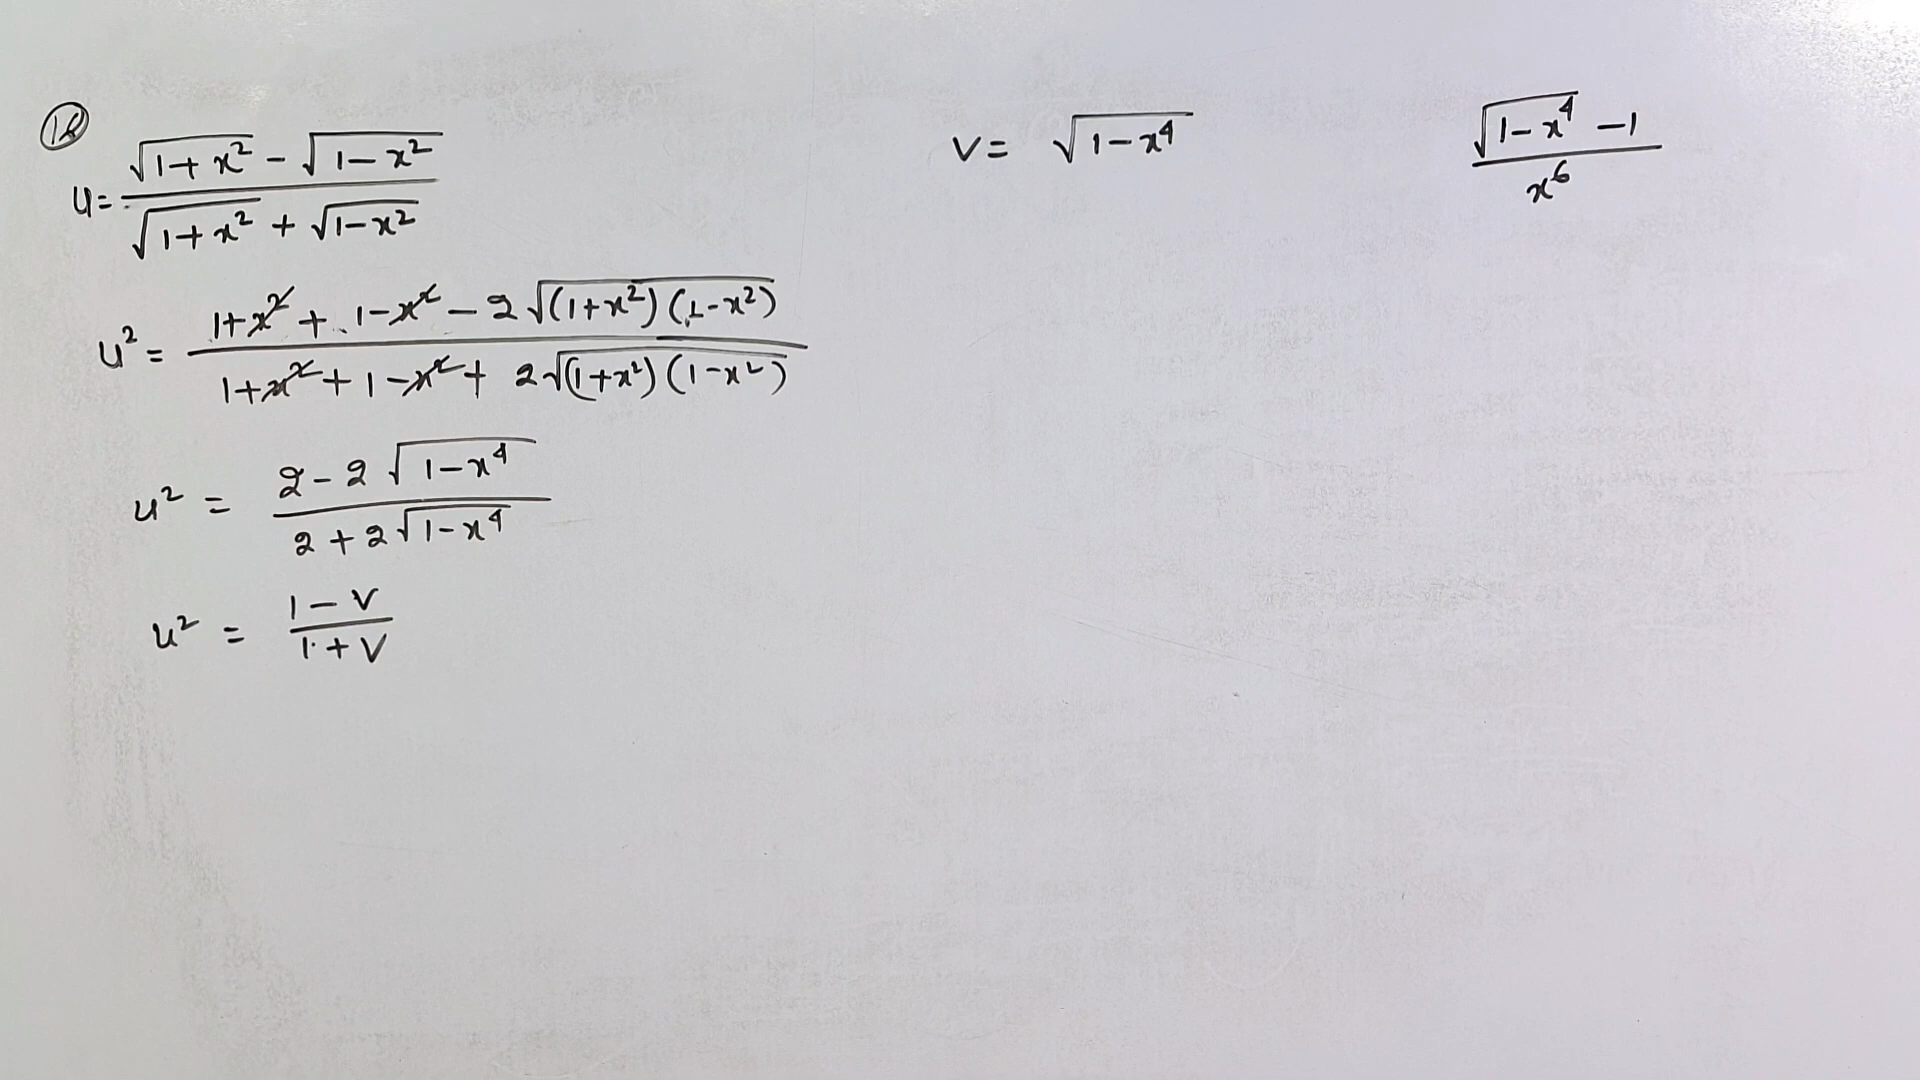 (18)
u = (√(1+x²) - √(1-x²)) / (√(1+x²) + √(1-x²))
v = √(1-x⁴)
(√(1-x⁴) - 1) / x⁶
u² = (1+x² + 1-x² - 2√((1+x²)(1-x²))) / (1+x² + 1-x² + 2√((1+x²)(1-x²)))
u² = (2 - 2√(1-x⁴)) / (2 + 2√(1-x⁴))
u² = (1 - v) / (1 + v)